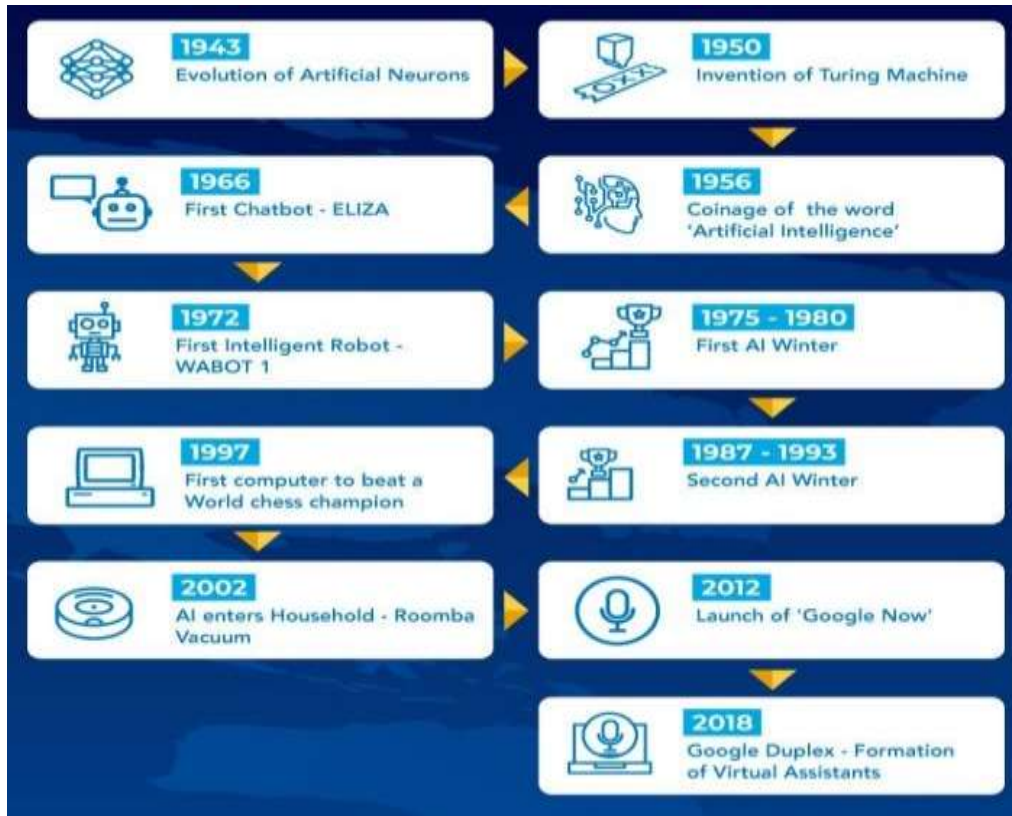 1943
Evolution of Artificial Neurons
1950
Invention of Turing Machine
1956
Coinage of the word
‘Artificial Intelligence’
1966
First Chatbot - ELIZA
1972
First Intelligent Robot -
WABOT 1
1975 - 1980
First AI Winter
1987 - 1993
Second AI Winter
1997
First computer to beat a
World chess champion
2002
AI enters Household - Roomba
Vacuum
2012
Launch of ‘Google Now’
2018
Google Duplex - Formation
of Virtual Assistants